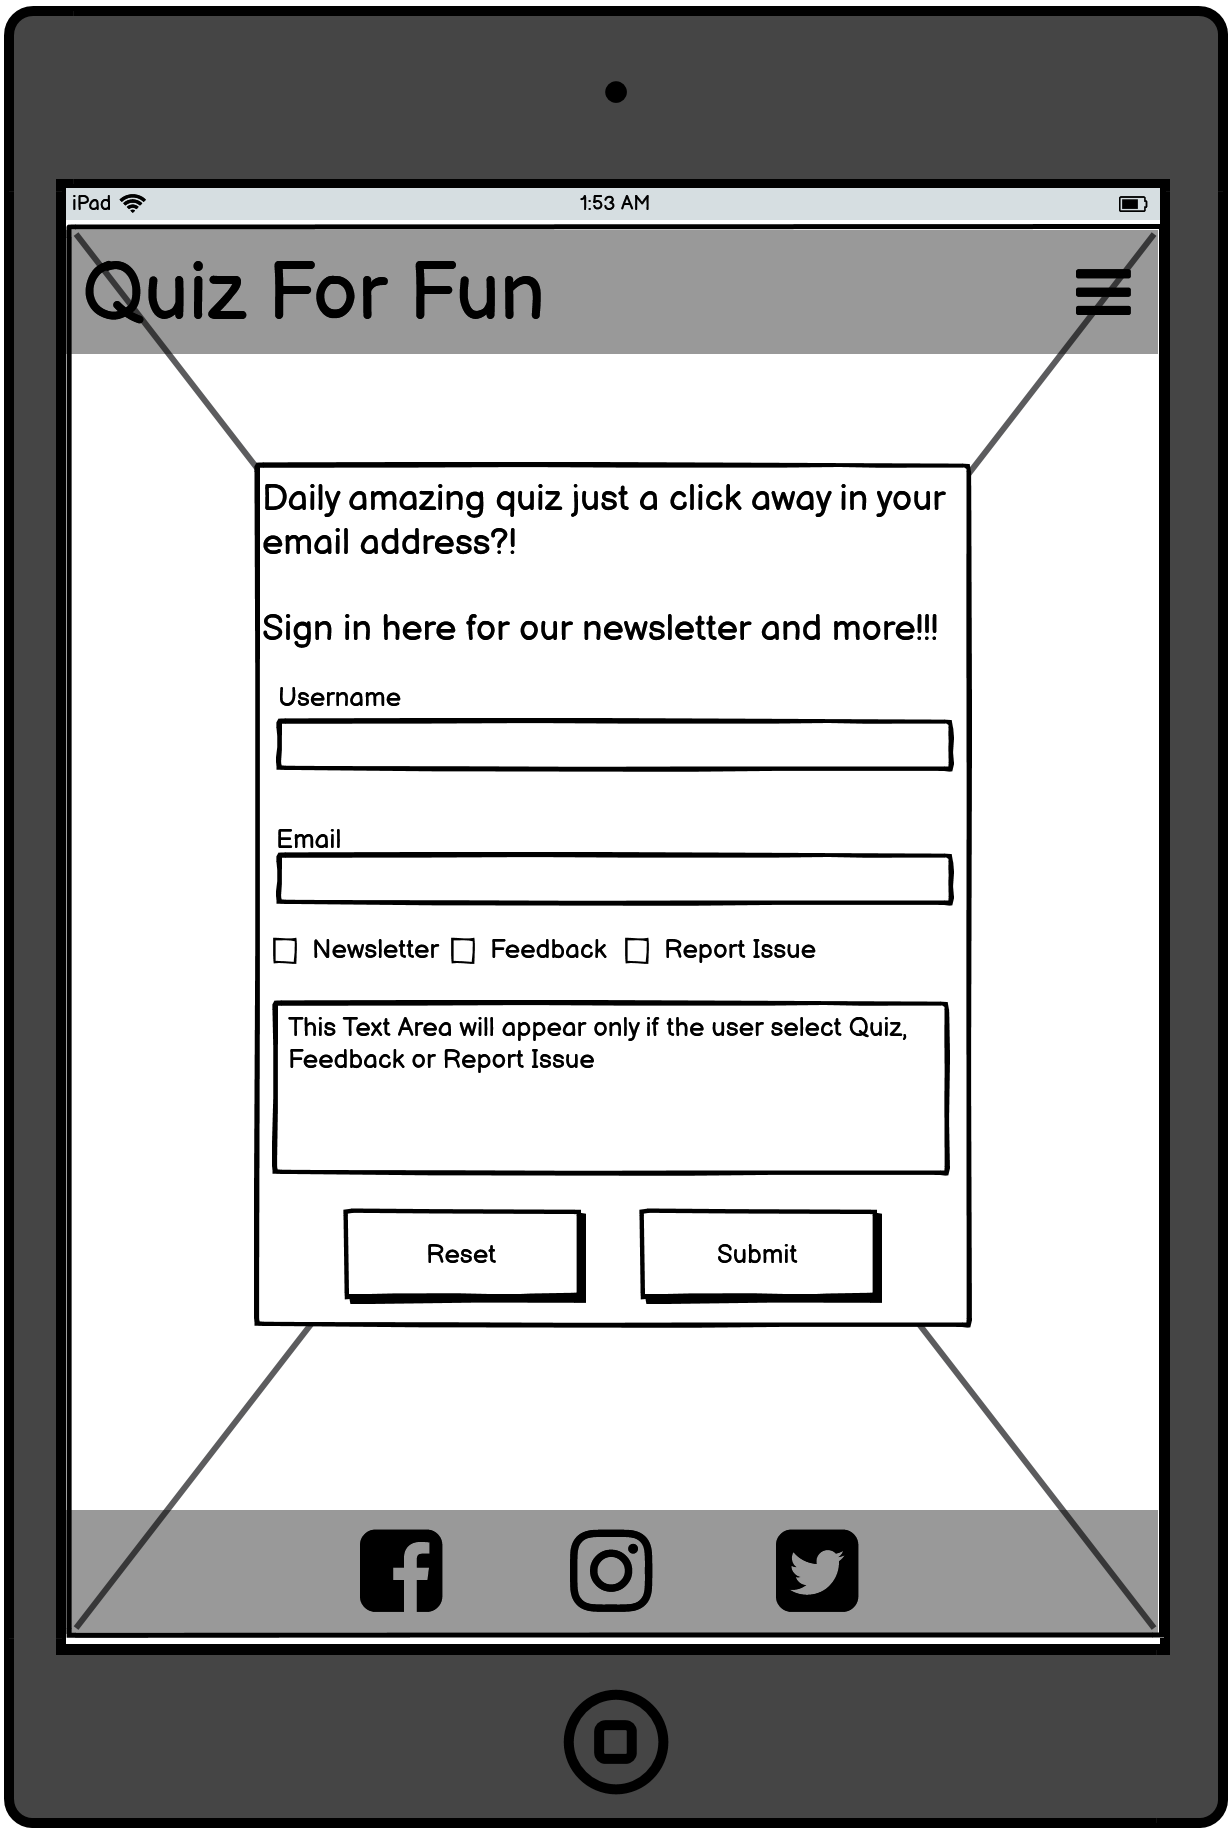 iPad 1:53 AM
Quiz For Fun
Daily amazing quiz just a click away in your
email address?!
Sign in here for our newsletter and more!!!
Username
Email
Newsletter Feedback Report Issue
This Text Area will appear only if the user select Quiz,
Feedback or Report Issue
Reset Submit